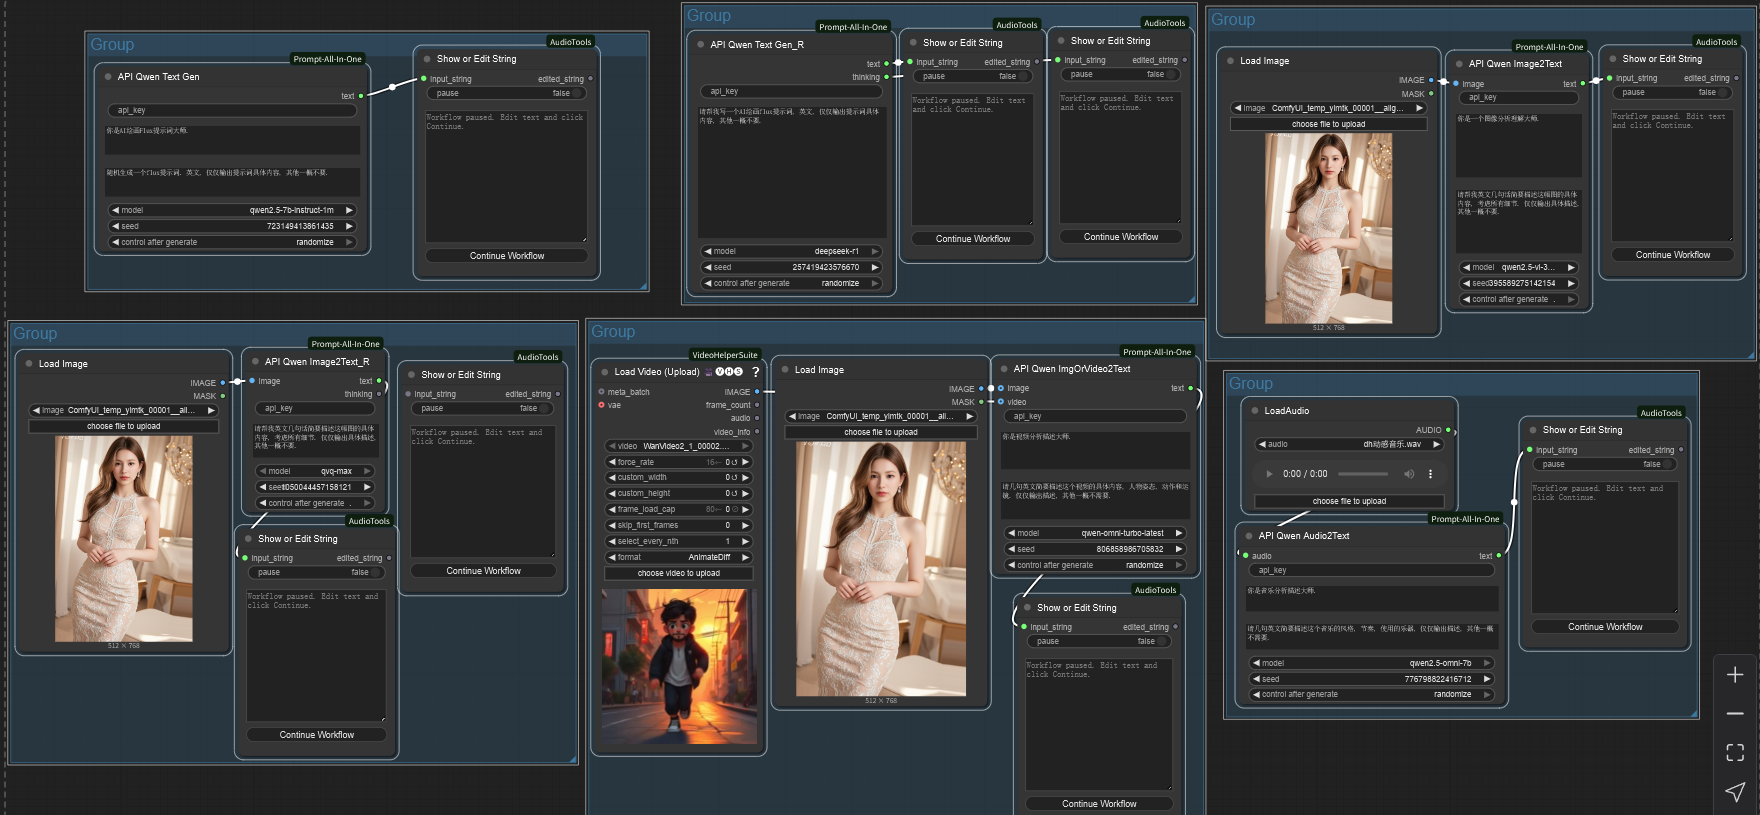 Group
Prompt-All-In-One
AudioTools
API Qwen Text Gen
text
api_key
你是AI绘画Flux提示词大师.
随机生成一个flux提示词, 英文, 仅仅输出提示词具体内容, 其他一概不要.
model qwen2.5-7b-instruct-1m
seed 723149413861435
control after generate randomize
Show or Edit String
input_string edited_string
pause false
Workflow paused. Edit text and click
Continue.
Continue Workflow
Group
Prompt-All-In-One
AudioTools
AudioTools
API Qwen Text Gen_R
text
thinking
api_key
请帮我写一个AI绘画flux提示词, 英文, 仅仅输出提示词具体
内容, 其他一概不要.
model deepseek-r1
seed 257419423576670
control after generate randomize
Show or Edit String
input_string edited_string
pause false
Workflow paused. Edit text
and click Continue.
Continue Workflow
Show or Edit String
input_string edited_string
pause false
Workflow paused. Edit text
and click Continue.
Continue Workflow
Group
Load Image
IMAGE
MASK
image ComfyUI_temp_ylmtk_00001__alig...
choose file to upload
512 × 768
Prompt-All-In-One
API Qwen Image2Text
image text
api_key
你是一个图像分析理解大师.
请帮我英文几句话简要描述这幅图的具体
内容, 考虑所有细节, 仅仅输出具体描述,
其他一概不要.
model qwen2.5-vl-3...
seed 395589275142154
control after generate .
AudioTools
Show or Edit String
input_string edited_string
pause false
Workflow paused. Edit text
and click Continue.
Continue Workflow
Group
Load Image
IMAGE
MASK
image ComfyUI_temp_ylmtk_00001__ali...
choose file to upload
512 × 768
Prompt-All-In-One
API Qwen Image2Text_R
image text
thinking
api_key
请帮我英文几句话简要描述这幅图的具体
内容, 考虑所有细节, 仅仅输出具体描述,
其他一概不要.
model qvq-max
control after generate .
AudioTools
Show or Edit String
input_string edited_string
pause false
Workflow paused. Edit text and
click Continue.
Continue Workflow
AudioTools
Show or Edit String
input_string edited_string
pause false
Workflow paused. Edit text and
click Continue.
Continue Workflow
Group
VideoHelperSuite
Load Video (Upload) VHS ?
meta_batch IMAGE
vae frame_count
audio
video_info
video WanVideo2_1_00002....
force_rate 16 0
custom_width 0
custom_height 0
frame_load_cap 80 0
skip_first_frames 0
select_every_nth 1
format AnimateDiff
choose video to upload
Load Image
IMAGE
MASK
image ComfyUI_temp_ylmtk_00001__ali...
choose file to upload
512 × 768
Prompt-All-In-One
API Qwen ImgOrVideo2Text
image text
video
api_key
你是视频分析描述大师.
请几句英文简要描述这个视频的具体内容, 人物姿态, 动作和运
镜, 仅仅输出描述, 其他一概不需要.
model qwen-omni-turbo-latest
seed 806858986705832
control after generate randomize
AudioTools
Show or Edit String
input_string edited_string
pause false
Workflow paused. Edit text and
click Continue.
Continue Workflow
Group
LoadAudio
AUDIO
audio dh动感音乐.wav
0:00 / 0:00
choose file to upload
Prompt-All-In-One
API Qwen Audio2Text
audio text
api_key
你是音乐分析描述大师.
请几句英文简要描述这个音乐的风格, 节奏, 使用的乐器, 仅仅输出描述, 其他一概
不需要.
model qwen2.5-omni-7b
seed 776798822416712
control after generate randomize
AudioTools
Show or Edit String
input_string edited_string
pause false
Workflow paused. Edit text and
click Continue.
Continue Workflow